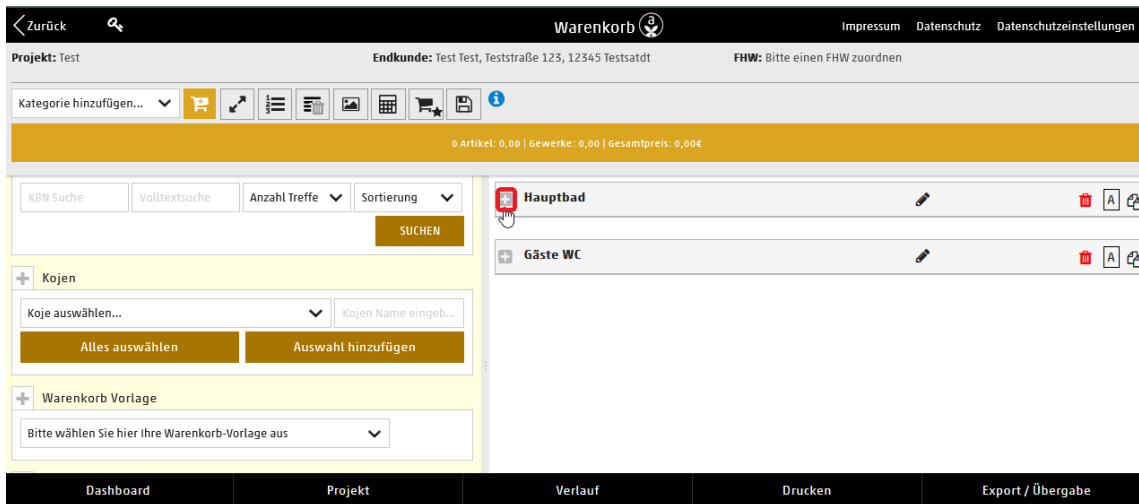 Zurück
Warenkorb
Impressum Datenschutz Datenschutzeinstellungen
Projekt: Test
Endkunde: Test Test, Teststraße 123, 12345 Testsatdt
FHW: Bitte einen FHW zuordnen
Kategorie hinzufügen...
0 Artikel: 0,00 | Gewerke: 0,00 | Gesamtpreis: 0,00€
KBN Suche
Volltextsuche
Anzahl Treffe
Sortierung
SUCHEN
Kojen
Koje auswählen...
Kojen Name eingeb...
Alles auswählen
Auswahl hinzufügen
Warenkorb Vorlage
Bitte wählen Sie hier Ihre Warenkorb-Vorlage aus
Hauptbad
A
Gäste WC
A
Dashboard
Projekt
Verlauf
Drucken
Export / Übergabe